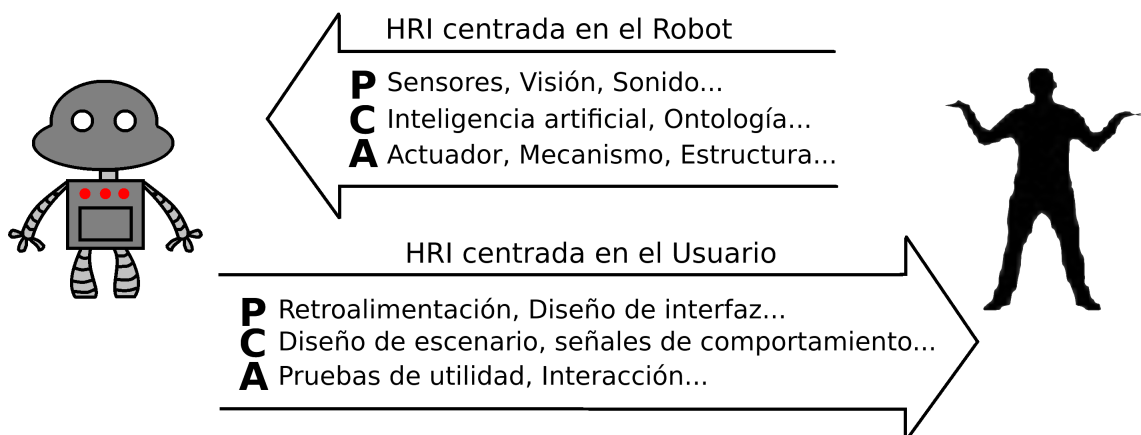 HRI centrada en el Robot
P Sensores, Visión, Sonido...
C Inteligencia artificial, Ontología...
A Actuador, Mecanismo, Estructura...
HRI centrada en el Usuario
P Retroalimentación, Diseño de interfaz...
C Diseño de escenario, señales de comportamiento...
A Pruebas de utilidad, Interacción...